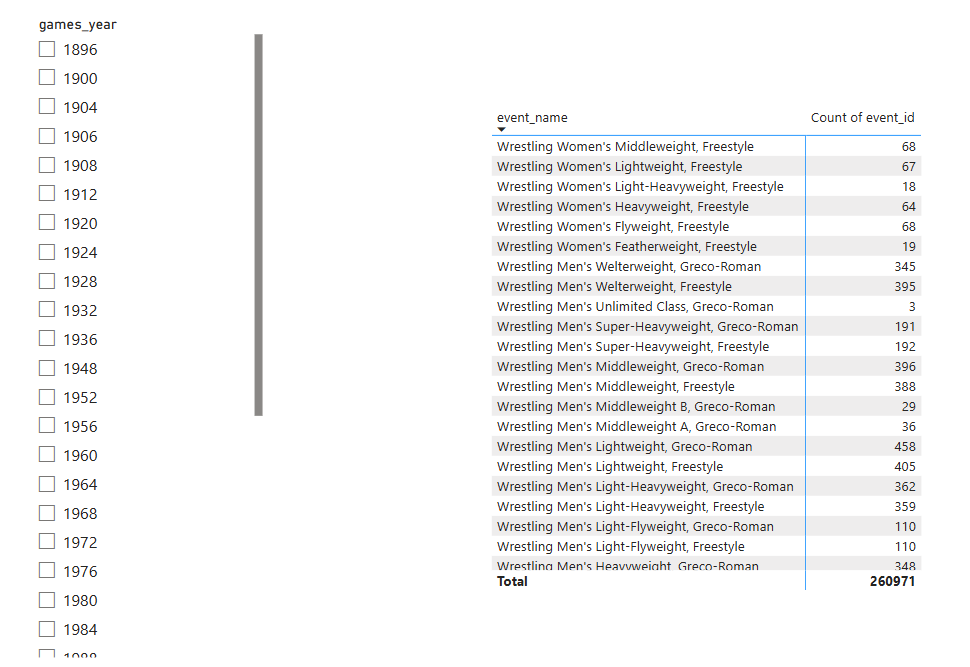 games_year
1896
1900
1904
1906
1908
1912
1920
1924
1928
1932
1936
1948
1952
1956
1960
1964
1968
1972
1976
1980
1984
1988
event_name Count of event_id
Wrestling Women's Middleweight, Freestyle 68
Wrestling Women's Lightweight, Freestyle 67
Wrestling Women's Light-Heavyweight, Freestyle 18
Wrestling Women's Heavyweight, Freestyle 64
Wrestling Women's Flyweight, Freestyle 68
Wrestling Women's Featherweight, Freestyle 19
Wrestling Men's Welterweight, Greco-Roman 345
Wrestling Men's Welterweight, Freestyle 395
Wrestling Men's Unlimited Class, Greco-Roman 3
Wrestling Men's Super-Heavyweight, Greco-Roman 191
Wrestling Men's Super-Heavyweight, Freestyle 192
Wrestling Men's Middleweight, Greco-Roman 396
Wrestling Men's Middleweight, Freestyle 388
Wrestling Men's Middleweight B, Greco-Roman 29
Wrestling Men's Middleweight A, Greco-Roman 36
Wrestling Men's Lightweight, Greco-Roman 458
Wrestling Men's Lightweight, Freestyle 405
Wrestling Men's Light-Heavyweight, Greco-Roman 362
Wrestling Men's Light-Heavyweight, Freestyle 359
Wrestling Men's Light-Flyweight, Greco-Roman 110
Wrestling Men's Light-Flyweight, Freestyle 110
Wrestling Men's Heavyweight, Greco-Roman 348
Total 260971